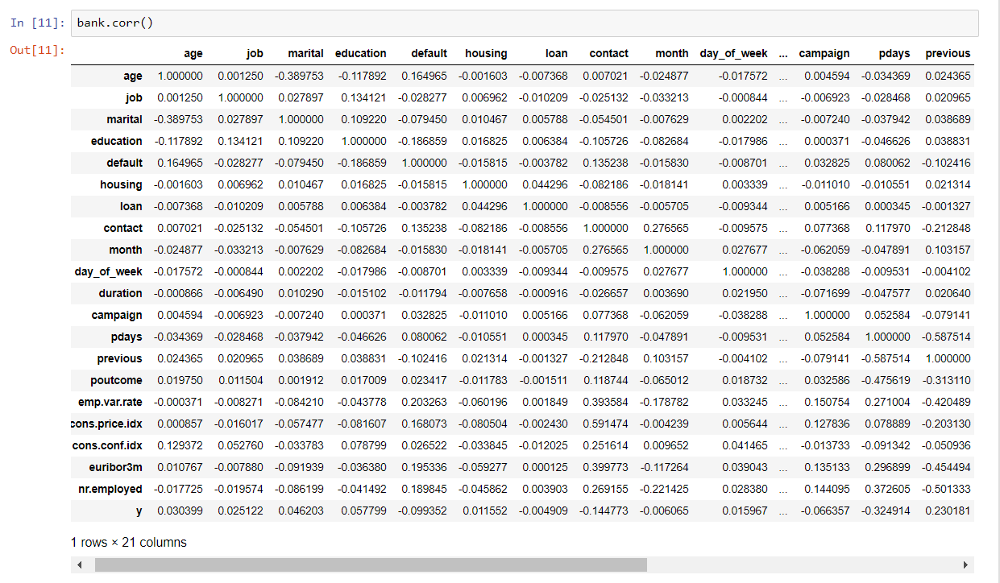 In [11]: bank.corr()
Out[11]:
age job marital education default housing loan contact month day_of_week ... campaign pdays previous
age 1.000000 0.001250 -0.389753 -0.117892 0.164965 -0.001603 -0.007368 0.007021 -0.024877 -0.017572 ... 0.004594 -0.034369 0.024365
job 0.001250 1.000000 0.027897 0.134121 -0.028277 0.006962 -0.010209 -0.025132 -0.033213 -0.000844 ... -0.006923 -0.028468 0.020965
marital -0.389753 0.027897 1.000000 0.109220 -0.079450 0.010467 0.005788 -0.054501 -0.007629 0.002202 ... -0.007240 -0.037942 0.038689
education -0.117892 0.134121 0.109220 1.000000 -0.186859 0.016825 0.006384 -0.105726 -0.082684 -0.017986 ... 0.000371 -0.046626 0.038831
default 0.164965 -0.028277 -0.079450 -0.186859 1.000000 -0.015815 -0.003782 0.135238 -0.015830 -0.008701 ... 0.032825 0.080062 -0.102416
housing -0.001603 0.006962 0.010467 0.016825 -0.015815 1.000000 0.044296 -0.082186 -0.018141 0.003339 ... -0.011010 -0.010551 0.021314
loan -0.007368 -0.010209 0.005788 0.006384 -0.003782 0.044296 1.000000 -0.008556 -0.005705 -0.009344 ... 0.005166 0.000345 -0.001327
contact 0.007021 -0.025132 -0.054501 -0.105726 0.135238 -0.082186 -0.008556 1.000000 0.276565 -0.009575 ... 0.077368 0.117970 -0.212848
month -0.024877 -0.033213 -0.007629 -0.082684 -0.015830 -0.018141 -0.005705 0.276565 1.000000 0.027677 ... -0.062059 -0.047891 0.103157
day_of_week -0.017572 -0.000844 0.002202 -0.017986 -0.008701 0.003339 -0.009344 -0.009575 0.027677 1.000000 ... -0.038288 -0.009531 -0.004102
duration -0.000866 -0.006490 0.010290 -0.015102 -0.011794 -0.007658 -0.000916 -0.026657 0.003690 0.021950 ... -0.071699 -0.047577 0.020640
campaign 0.004594 -0.006923 -0.007240 0.000371 0.032825 -0.011010 0.005166 0.077368 -0.062059 -0.038288 ... 1.000000 0.052584 -0.079141
pdays -0.034369 -0.028468 -0.037942 -0.046626 0.080062 -0.010551 0.000345 0.117970 -0.047891 -0.009531 ... 0.052584 1.000000 -0.587514
previous 0.024365 0.020965 0.038689 0.038831 -0.102416 0.021314 -0.001327 -0.212848 0.103157 -0.004102 ... -0.079141 -0.587514 1.000000
poutcome 0.019750 0.011504 0.001912 0.017009 0.023417 -0.011783 -0.001511 0.118744 -0.065012 0.018732 ... 0.032586 -0.475619 -0.313110
emp.var.rate -0.000371 -0.008271 -0.084210 -0.043778 0.203263 -0.060196 0.001849 0.393584 -0.178782 0.033245 ... 0.150754 0.271004 -0.420489
cons.price.idx 0.000857 -0.016017 -0.057477 -0.081607 0.168073 -0.080504 -0.002430 0.591474 -0.004239 0.005644 ... 0.127836 0.078889 -0.203130
cons.conf.idx 0.129372 0.052760 -0.033783 0.078799 0.026522 -0.033845 -0.012025 0.251614 0.009652 0.041465 ... -0.013733 -0.091342 -0.050936
euribor3m 0.010767 -0.007880 -0.091939 -0.036380 0.195336 -0.059277 0.000125 0.399773 -0.117264 0.039043 ... 0.135133 0.296899 -0.454494
nr.employed -0.017725 -0.019574 -0.086199 -0.041492 0.189845 -0.045862 0.003903 0.269155 -0.221425 0.028380 ... 0.144095 0.372605 -0.501333
y 0.030399 0.025122 0.046203 0.057799 -0.099352 0.011552 -0.004909 -0.144773 -0.006065 0.015967 ... -0.066357 -0.324914 0.230181
1 rows × 21 columns